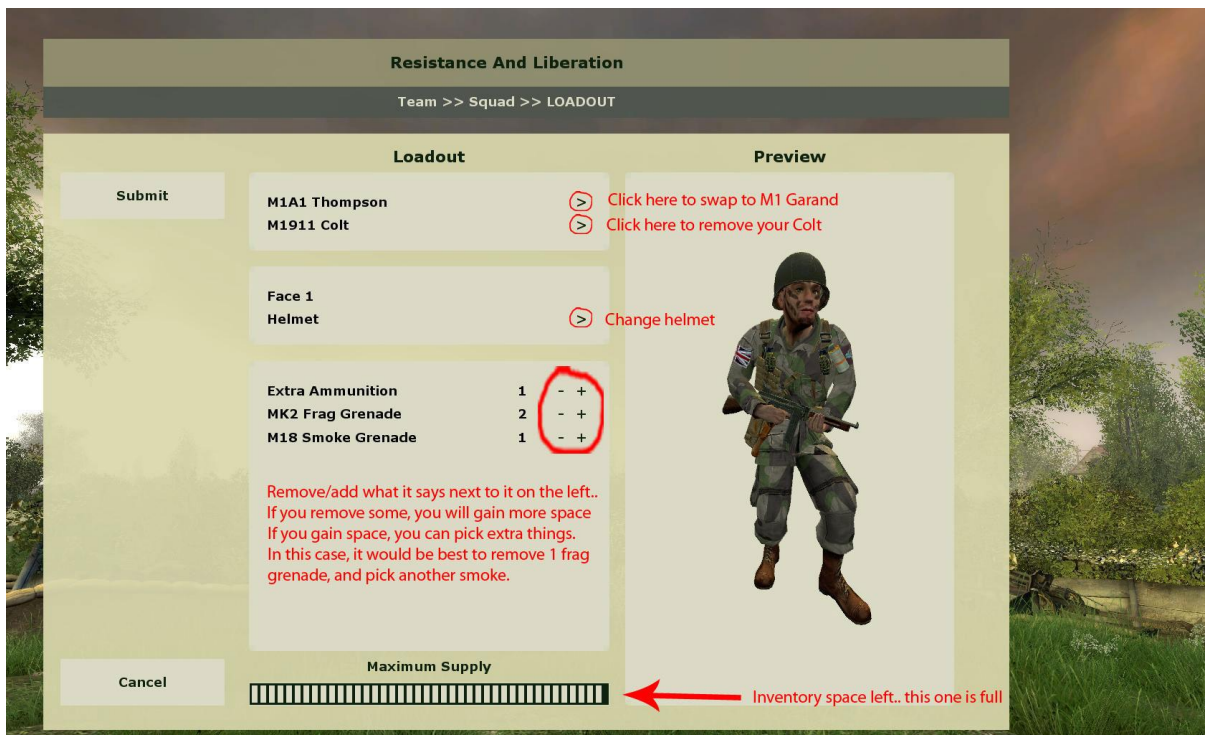 Resistance And Liberation
Team >> Squad >> LOADOUT
Loadout
Preview
Submit
M1A1 Thompson >
Click here to swap to M1 Garand
M1911 Colt >
Click here to remove your Colt
Face 1
Helmet >
Change helmet
Extra Ammunition 1 - +
MK2 Frag Grenade 2 - +
M18 Smoke Grenade 1 - +
Remove/add what it says next to it on the left..
If you remove some, you will gain more space
If you gain space, you can pick extra things.
In this case, it would be best to remove 1 frag
grenade, and pick another smoke.
Cancel
Maximum Supply
Inventory space left.. this one is full